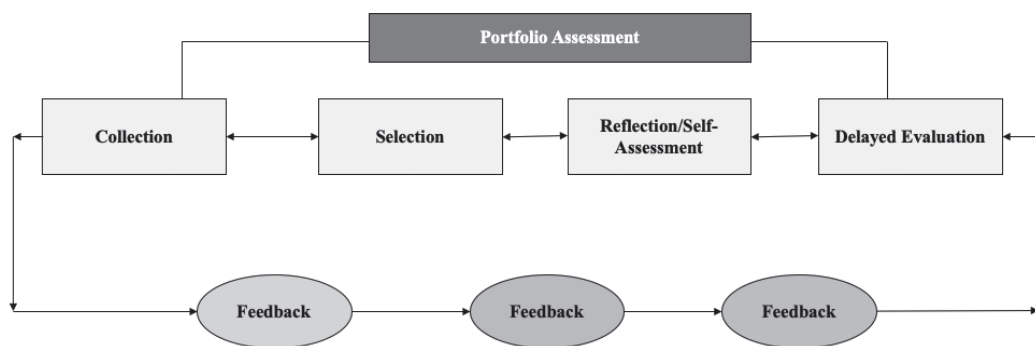 Portfolio Assessment
Collection
Selection
Reflection/Self-
Assessment
Delayed Evaluation
Feedback
Feedback
Feedback